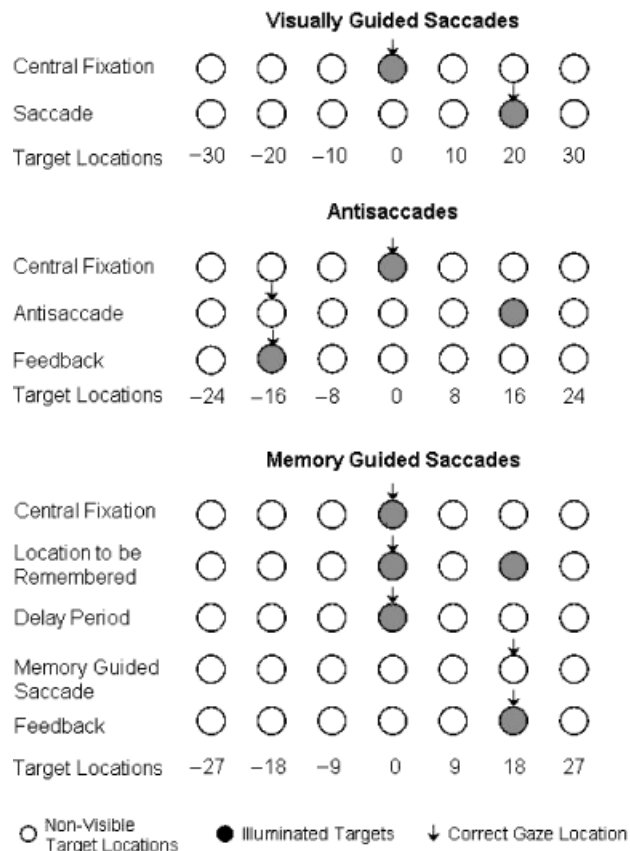 Visually Guided Saccades
Central Fixation
Saccade
Target Locations −30 −20 −10 0 10 20 30
Antisaccades
Central Fixation
Antisaccade
Feedback
Target Locations −24 −16 −8 0 8 16 24
Memory Guided Saccades
Central Fixation
Location to be
Remembered
Delay Period
Memory Guided
Saccade
Feedback
Target Locations −27 −18 −9 0 9 18 27
Non-Visible
Target Locations
Illuminated Targets
Correct Gaze Location